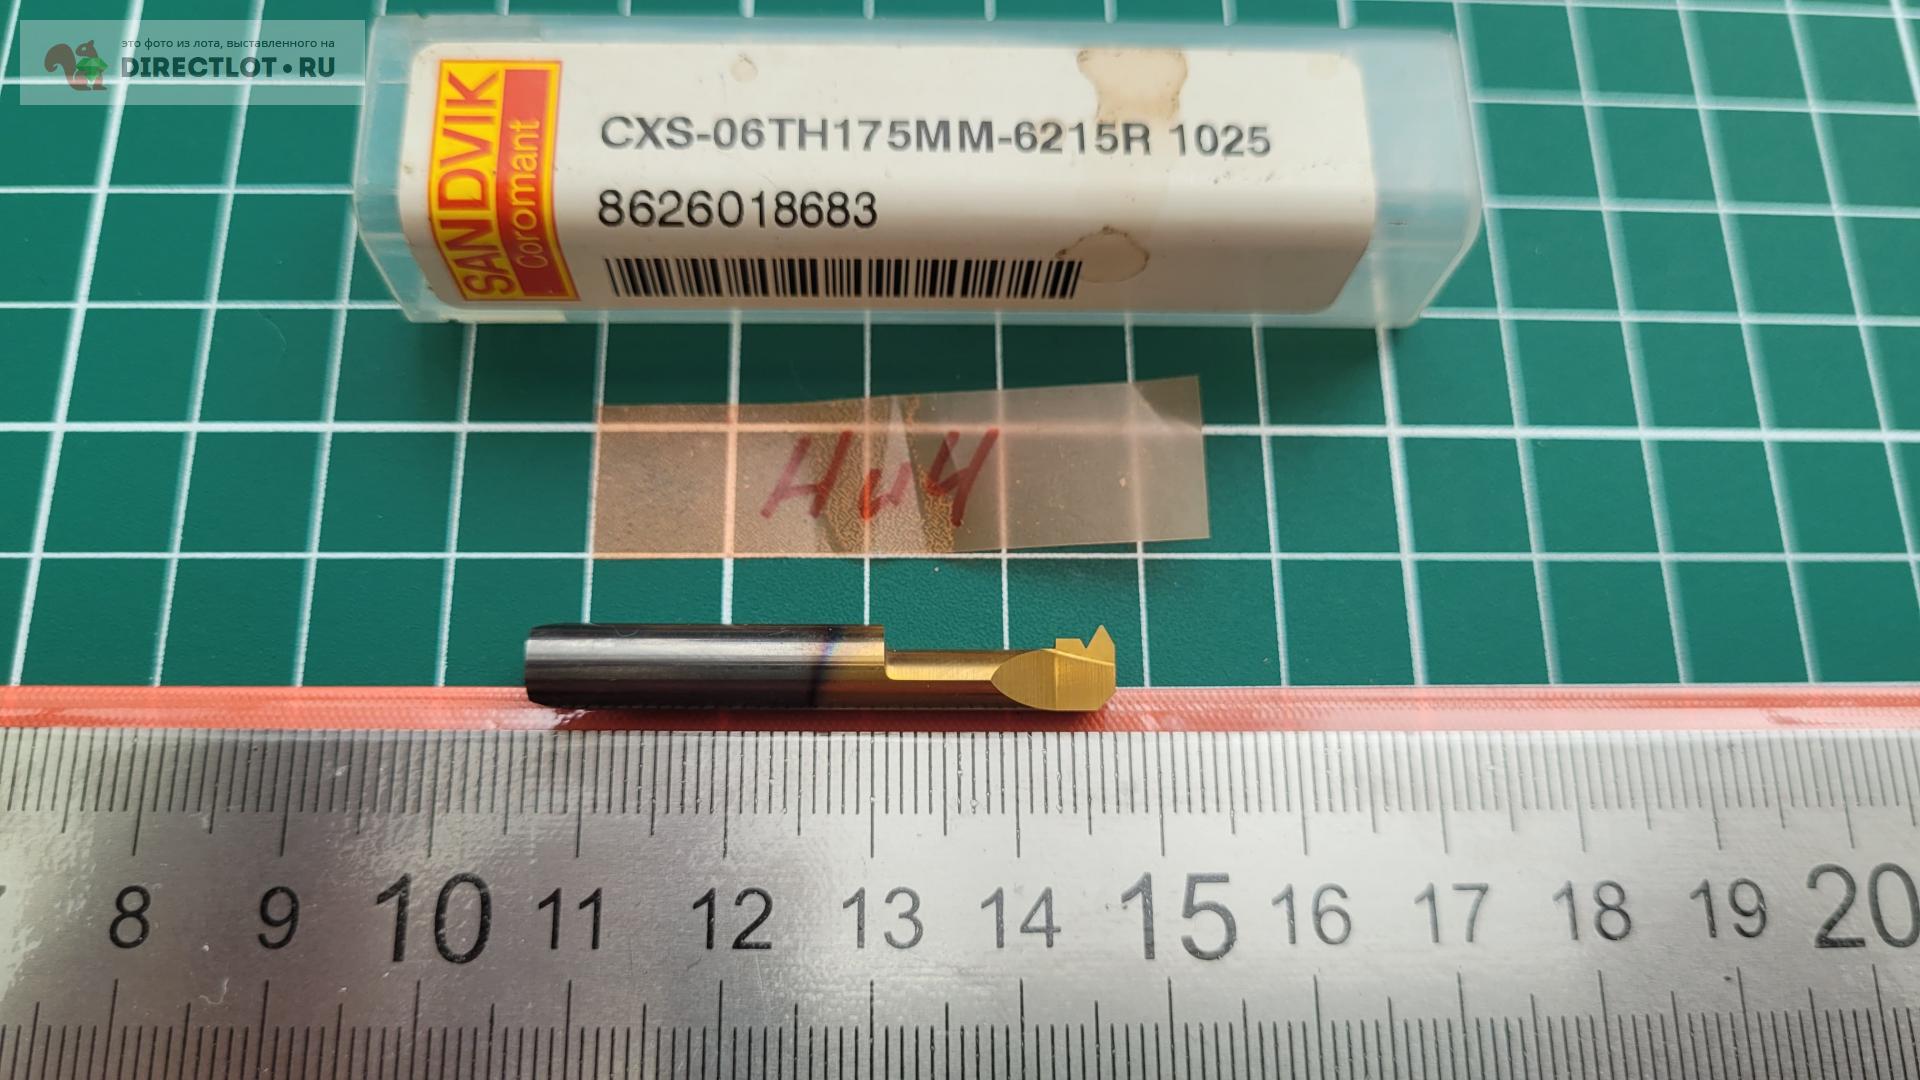 это фото из лота, выставленного на
DIRECTLOT•RU
SANDVIK
Coromant
CXS-06TH175MM-6215R 1025
8626018683
8 9 10 11 12 13 14 15 16 17 18 19 20